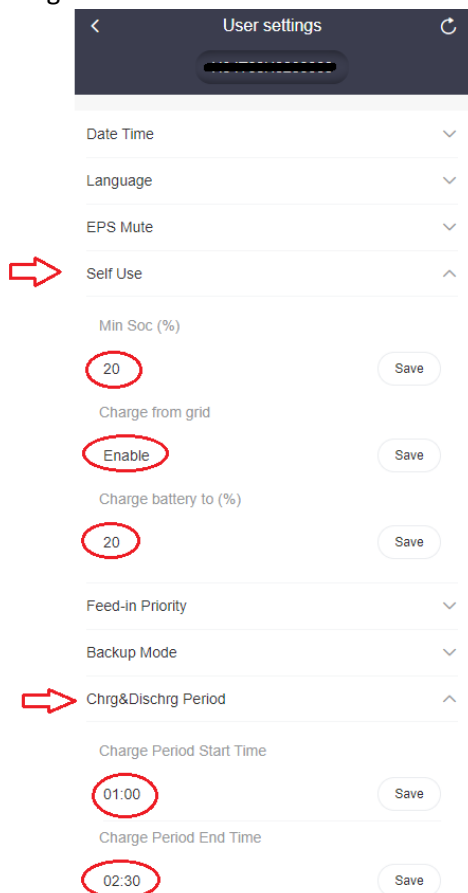 User settings
Date Time
Language
EPS Mute
Self Use
Min Soc (%)
20
Save
Charge from grid
Enable
Save
Charge battery to (%)
20
Save
Feed-in Priority
Backup Mode
Chrg&Dischrg Period
Charge Period Start Time
01:00
Save
Charge Period End Time
02:30
Save